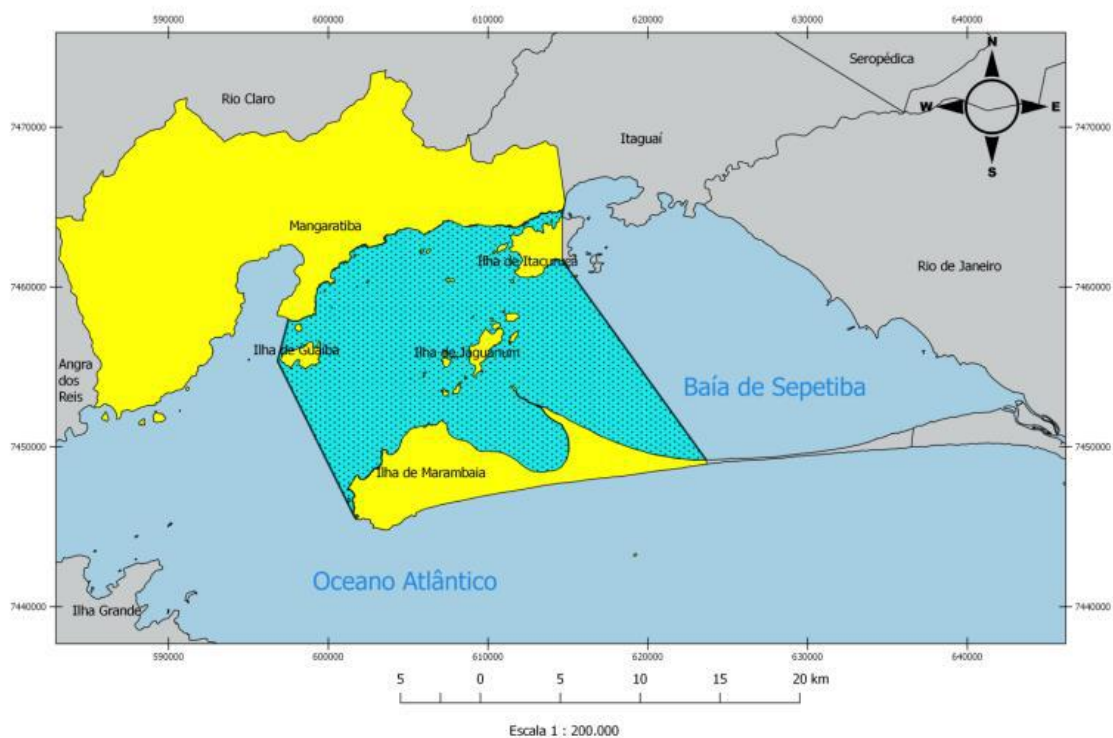 590000 600000 610000 620000 630000 640000
N
Seropédica
Rio Claro
W E
7470000 7470000
Itaguaí
S
Mangaratiba
Ilha de Itacuruçá
Rio de Janeiro
7460000 7460000
Ilha de Guaíba
Ilha de Jaguanum
Angra
dos
Reis
Baía de Sepetiba
7450000 7450000
Ilha de Marambaia
Oceano Atlântico
Ilha Grande
7440000 7440000
590000 600000 610000 620000 630000 640000
5 0 5 10 15 20 km
Escala 1 : 200.000